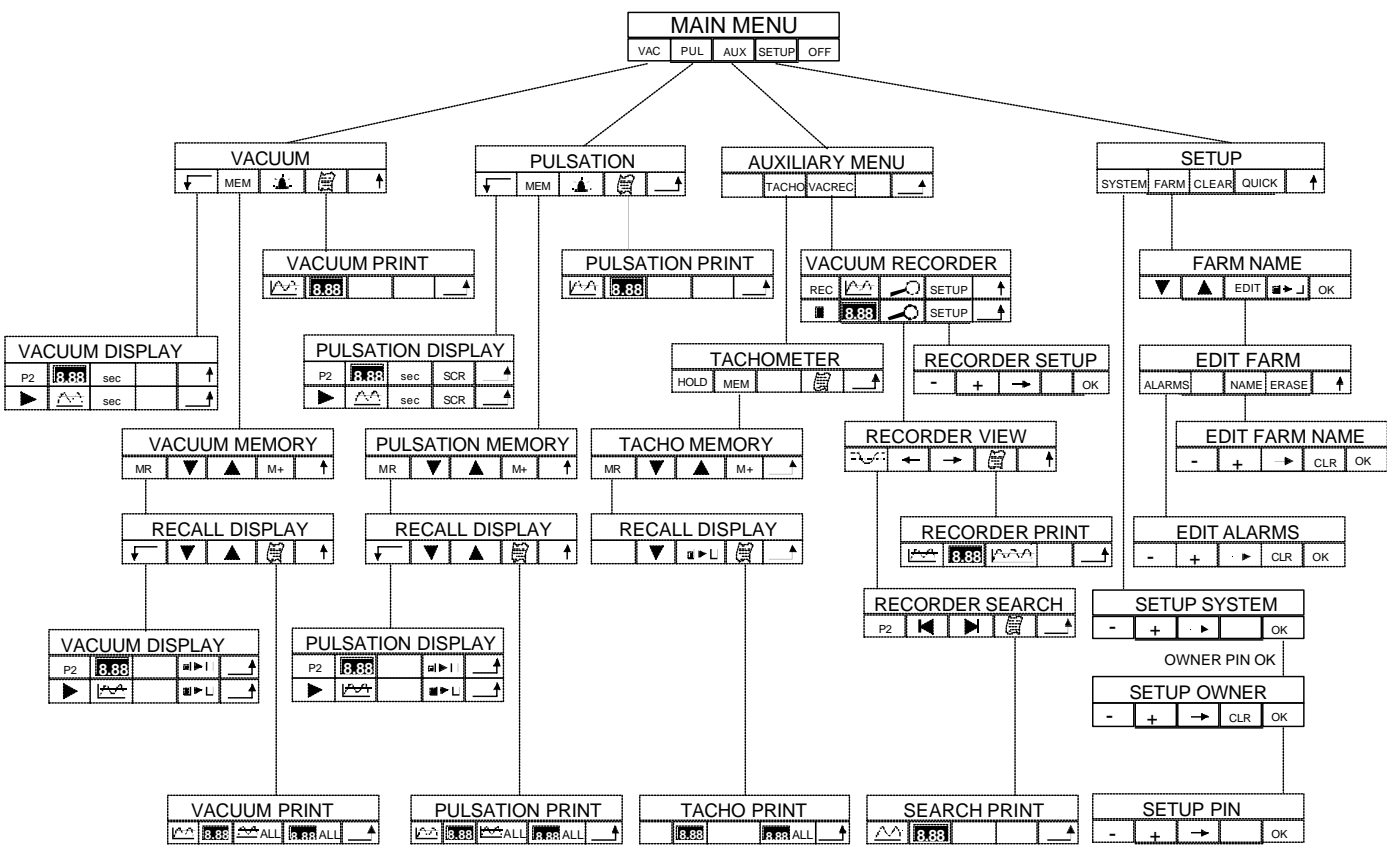 MAIN MENU
VAC PUL AUX SETUP OFF
VACUUM
MEM
PULSATION
MEM
AUXILIARY MENU
TACHO VACREC
SETUP
SYSTEM FARM CLEAR QUICK
VACUUM PRINT
8.88
PULSATION PRINT
8.88
VACUUM RECORDER
REC SETUP
8.88 SETUP
FARM NAME
EDIT OK
VACUUM DISPLAY
P2 8.88 sec
sec
PULSATION DISPLAY
P2 8.88 sec SCR
sec SCR
TACHOMETER
HOLD MEM
RECORDER SETUP
- + OK
EDIT FARM
ALARMS NAME ERASE
VACUUM MEMORY
MR M+
PULSATION MEMORY
MR M+
TACHO MEMORY
MR M+
RECORDER VIEW
EDIT FARM NAME
- + CLR OK
RECALL DISPLAY
RECALL DISPLAY
RECALL DISPLAY
RECORDER PRINT
8.88
EDIT ALARMS
- + CLR OK
RECORDER SEARCH
P2
SETUP SYSTEM
- + OK
OWNER PIN OK
VACUUM DISPLAY
P2 8.88
PULSATION DISPLAY
P2 8.88
SETUP OWNER
- + CLR OK
VACUUM PRINT
8.88 ALL 8.88 ALL
PULSATION PRINT
8.88 ALL 8.88 ALL
TACHO PRINT
8.88 8.88 ALL
SEARCH PRINT
8.88
SETUP PIN
- + OK